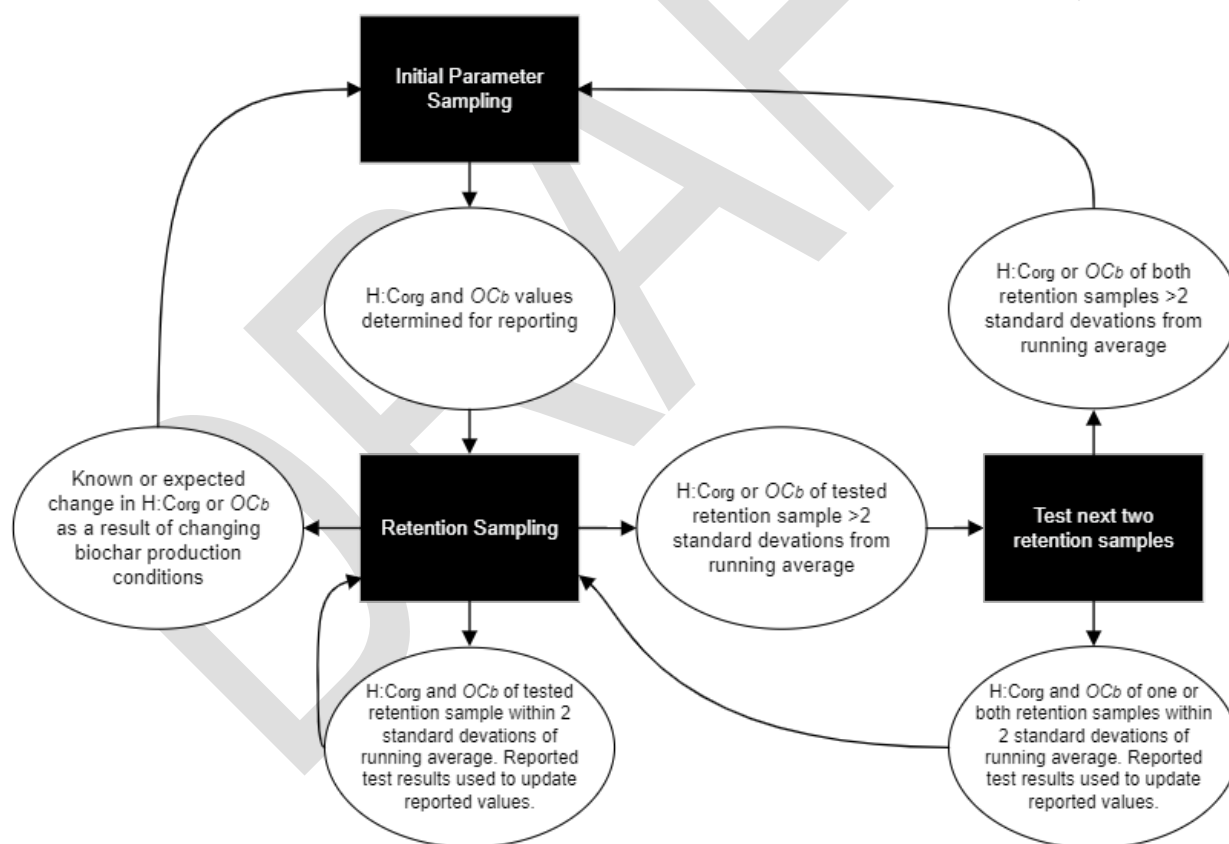 Initial Parameter
Sampling
H:Corg and OCb values
determined for reporting
H:Corg or OCb of both
retention samples >2
standard devations from
running average
Known or expected
change in H:Corg or OCb
as a result of changing
biochar production
conditions
Retention Sampling
H:Corg or OCb of tested
retention sample >2
standard devations from
running average
Test next two
retention samples
H:Corg and OCb of tested
retention sample within 2
standard devations of
running average. Reported
test results used to update
reported values.
H:Corg and OCb of one or
both retention samples within
2 standard devations of
running average. Reported
test results used to update
reported values.
DRAF